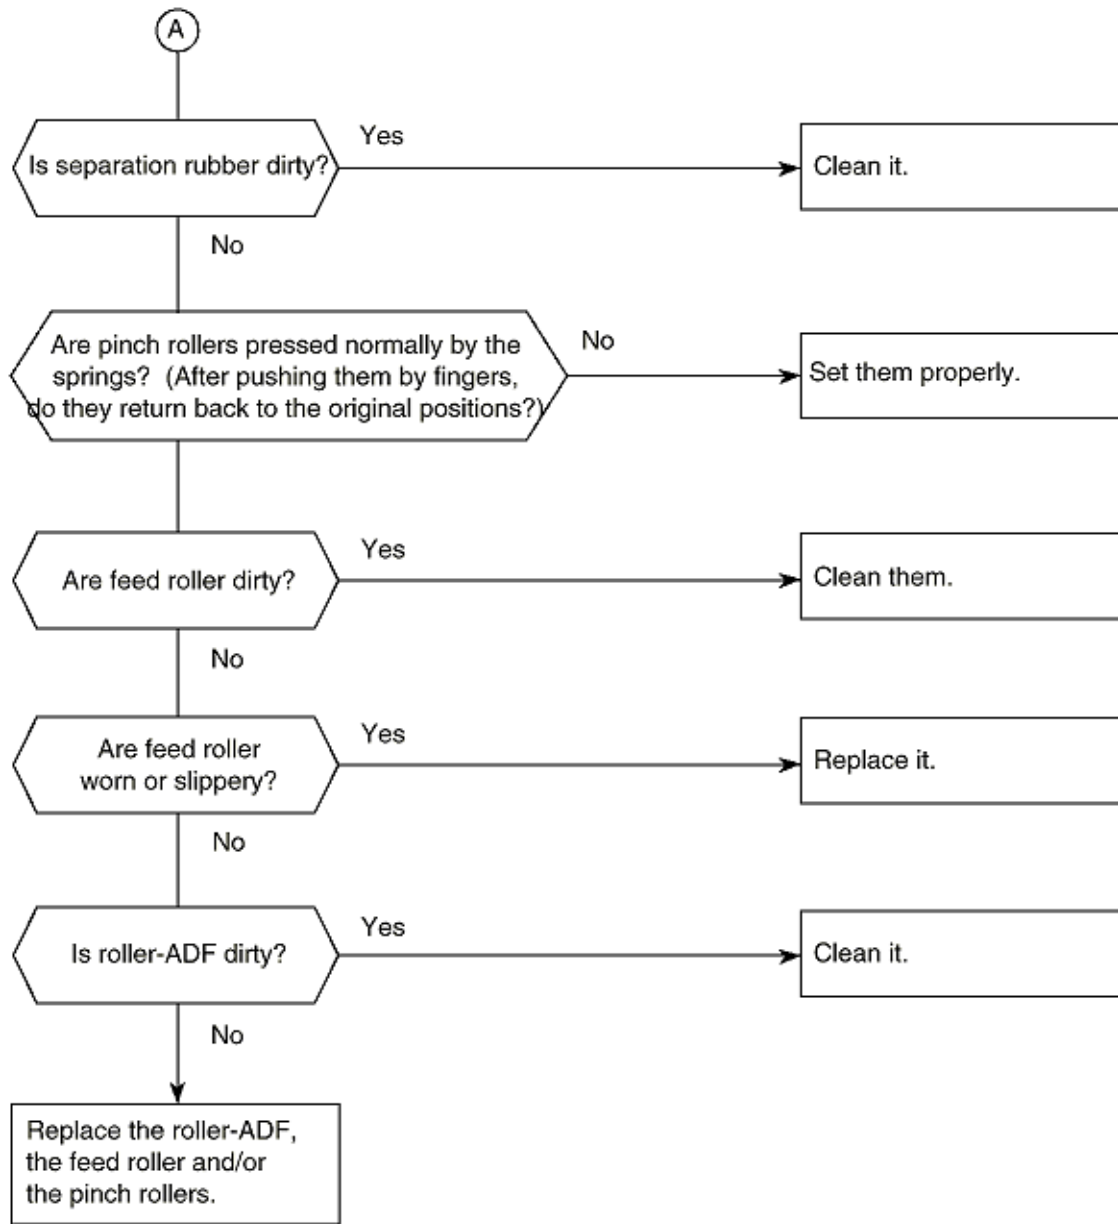 A
Is separation rubber dirty?
Yes
Clean it.
No
Are pinch rollers pressed normally by the
springs?  (After pushing them by fingers,
do they return back to the original positions?)
No
Set them properly.
Are feed roller dirty?
Yes
Clean them.
No
Are feed roller
worn or slippery?
Yes
Replace it.
No
Is roller-ADF dirty?
Yes
Clean it.
No
Replace the roller-ADF,
the feed roller and/or
the pinch rollers.